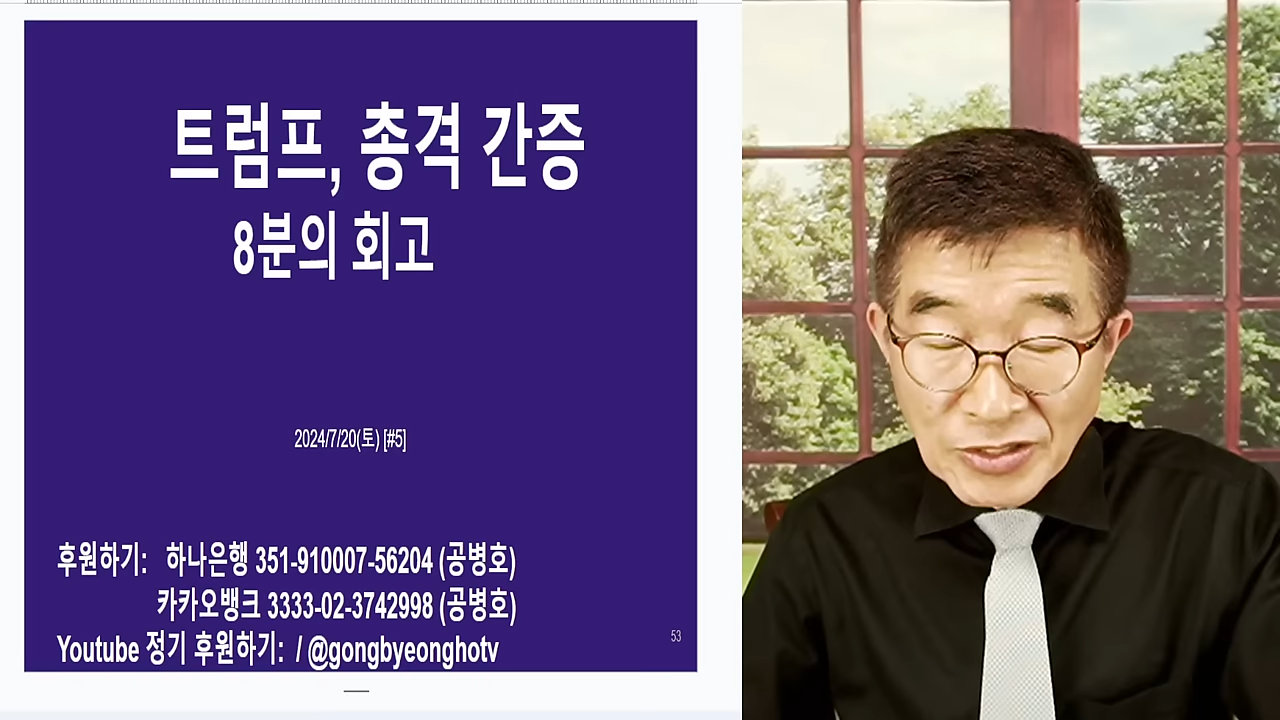 트럼프, 총격 간증
8분의 회고
2024/7/20(토) [#5]
후원하기: 하나은행 351-910007-56204 (공병호)
카카오뱅크 3333-02-3742998 (공병호)
Youtube 정기 후원하기: / @gongbyeonghotv
53